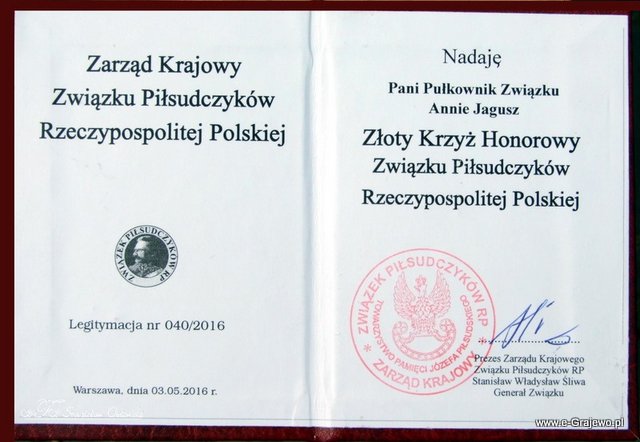 Zarząd Krajowy
Związku Piłsudczyków
Rzeczypospolitej Polskiej
ZWIĄZEK PIŁSUDCZYKÓW RP
Legitymacja nr 040/2016
Warszawa, dnia 03.05.2016 r.
Nadaję
Pani Pułkownik Związku
Annie Jagusz
Złoty Krzyż Honorowy
Związku Piłsudczyków
Rzeczypospolitej Polskiej
ZWIĄZEK PIŁSUDCZYKÓW RP
TOWARZYSTWO PAMIĘCI JÓZEFA PIŁSUDSKIEGO
* ZARZĄD KRAJOWY *
Prezes Zarządu Krajowego
Związku Piłsudczyków RP
Stanisław Władysław Śliwa
Generał Związku
www.e-Grajewo.pl